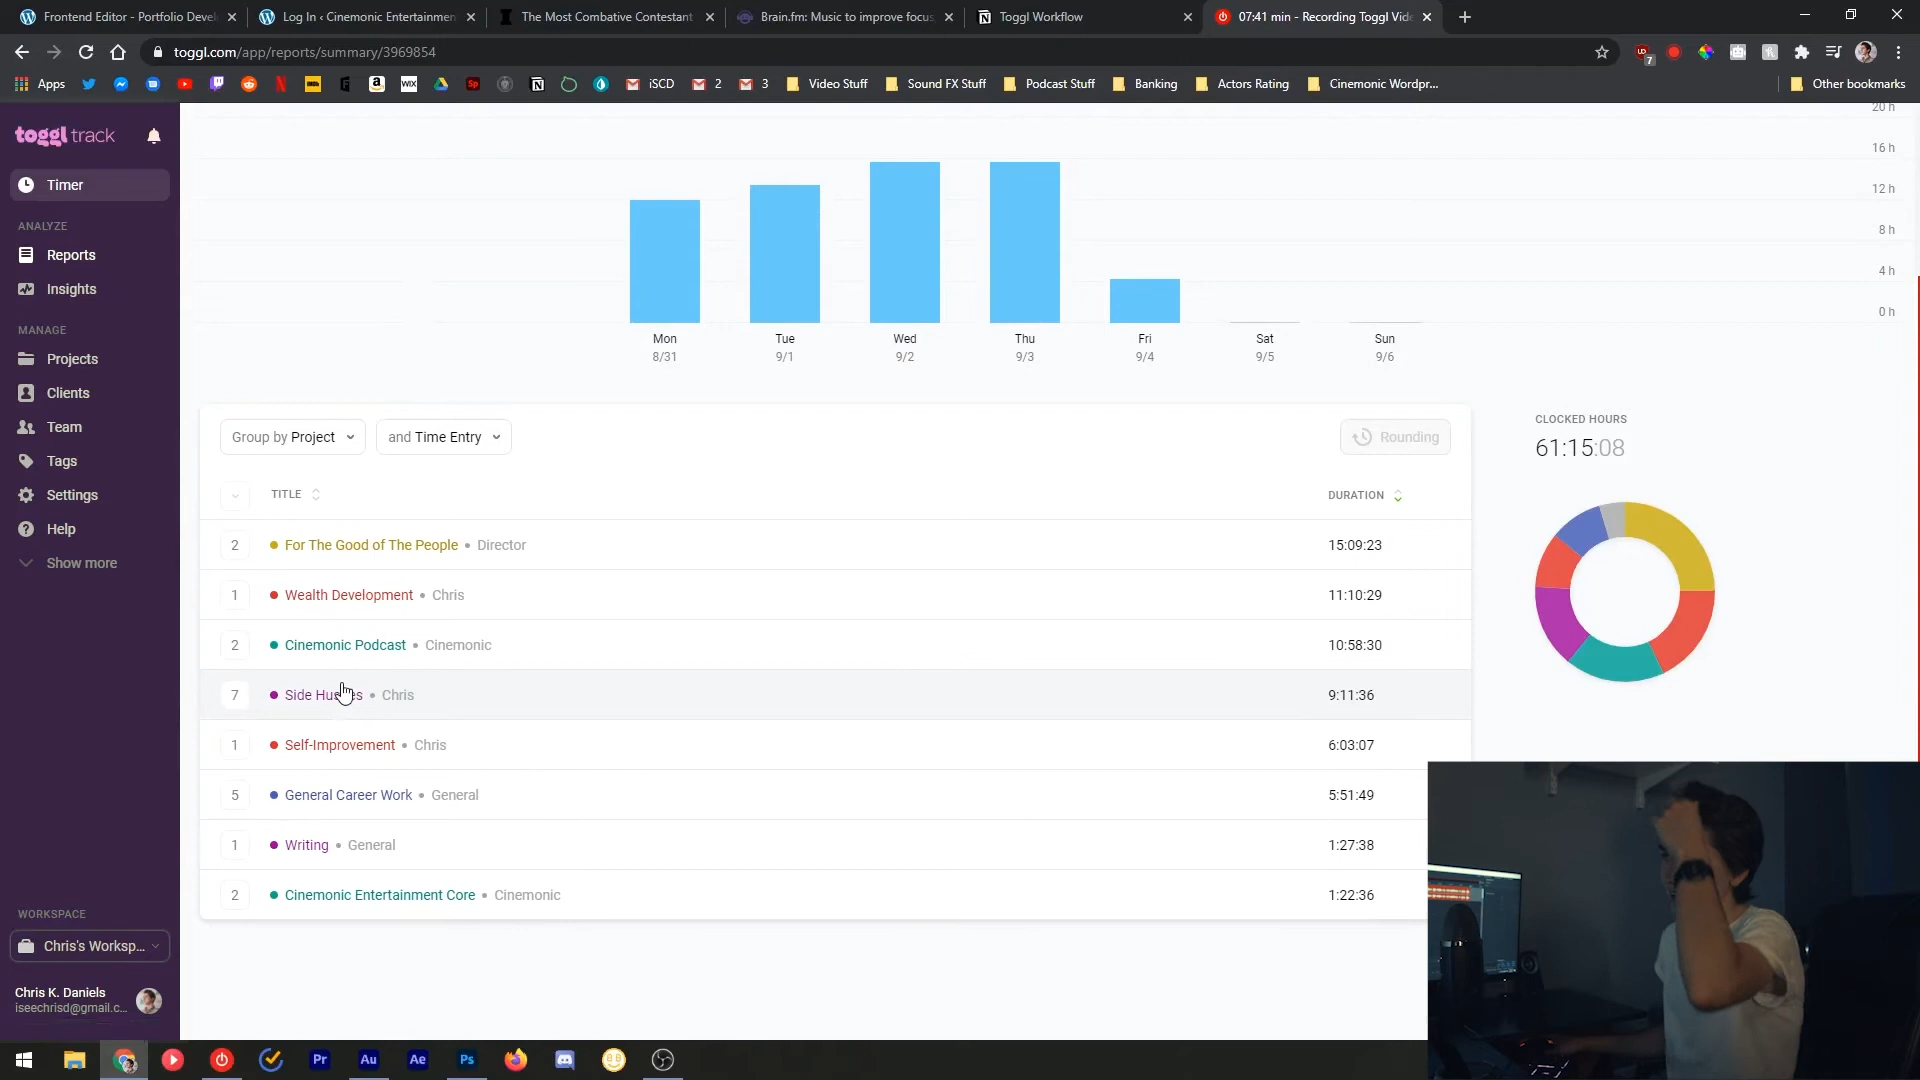 Frontend Editor - Portfolio Devel
Log In ‹ Cinemonic Entertainmen
The Most Combative Contestant
Brain.fm: Music to improve focus,
Toggl Workflow
07:41 min - Recording Toggl Vid
toggl.com/app/reports/summary/3969854
7
Apps
iSCD
2
3
Video Stuff
Sound FX Stuff
Podcast Stuff
Banking
Actors Rating
Cinemonic Wordpr...
Other bookmarks
toggl track
Timer
ANALYZE
Reports
Insights
MANAGE
Projects
Clients
Team
Tags
Settings
Help
Show more
WORKSPACE
Chris's Worksp...
Chris K. Daniels
iseechrisd@gmail.c...
20 h
16 h
12 h
8 h
4 h
0 h
Mon Tue Wed Thu Fri Sat Sun
8/31 9/1 9/2 9/3 9/4 9/5 9/6
Group by Project and Time Entry Rounding
TITLE DURATION
2 For The Good of The People • Director 15:09:23
1 Wealth Development • Chris 11:10:29
2 Cinemonic Podcast • Cinemonic 10:58:30
7 Side Hus es • Chris 9:11:36
1 Self-Improvement • Chris 6:03:07
5 General Career Work • General 5:51:49
1 Writing • General 1:27:38
2 Cinemonic Entertainment Core • Cinemonic 1:22:36
CLOCKED HOURS
61:15:08
Pr
Au
Ae
Ps